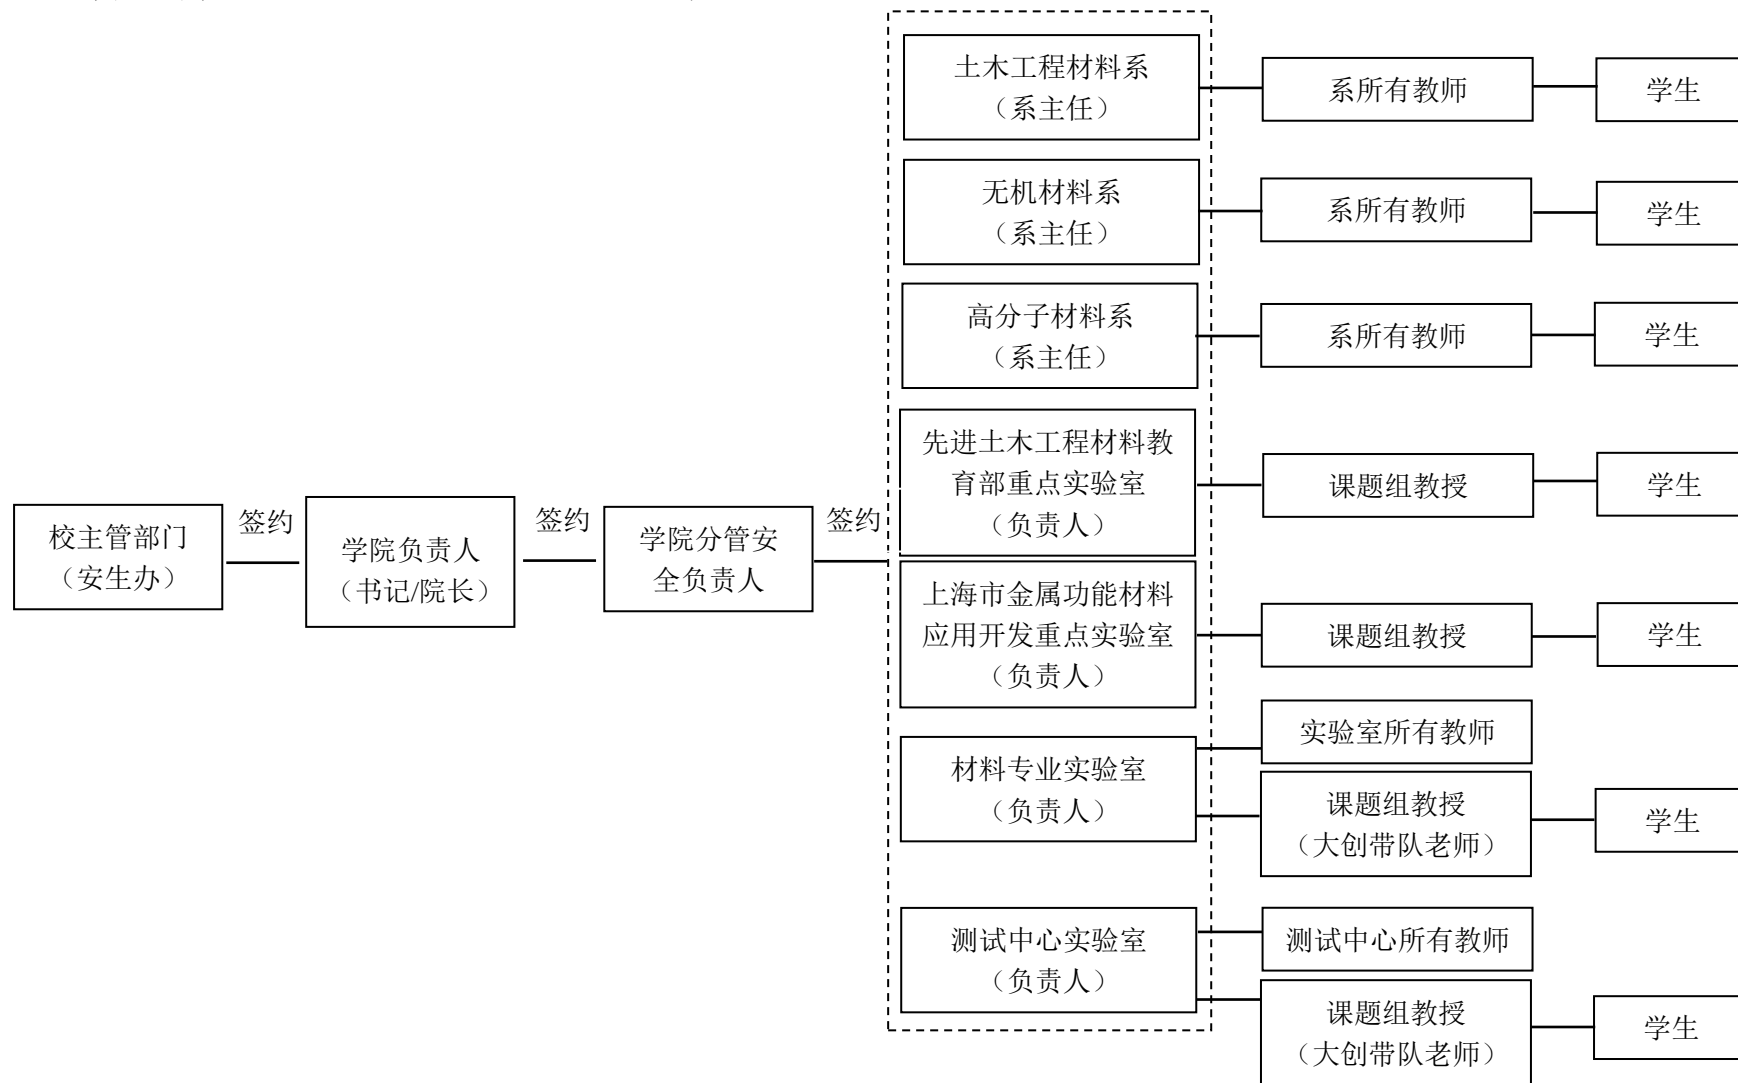 土木工程材料系
（系主任）
系所有教师
学生
无机材料系
（系主任）
系所有教师
学生
高分子材料系
（系主任）
系所有教师
学生
先进土木工程材料教
育部重点实验室
（负责人）
课题组教授
学生
校主管部门
（安生办）
签约
学院负责人
（书记/院长）
签约
学院分管安
全负责人
签约
上海市金属功能材料
应用开发重点实验室
（负责人）
课题组教授
学生
材料专业实验室
（负责人）
实验室所有教师
课题组教授
（大创带队老师）
学生
测试中心实验室
（负责人）
测试中心所有教师
课题组教授
（大创带队老师）
学生